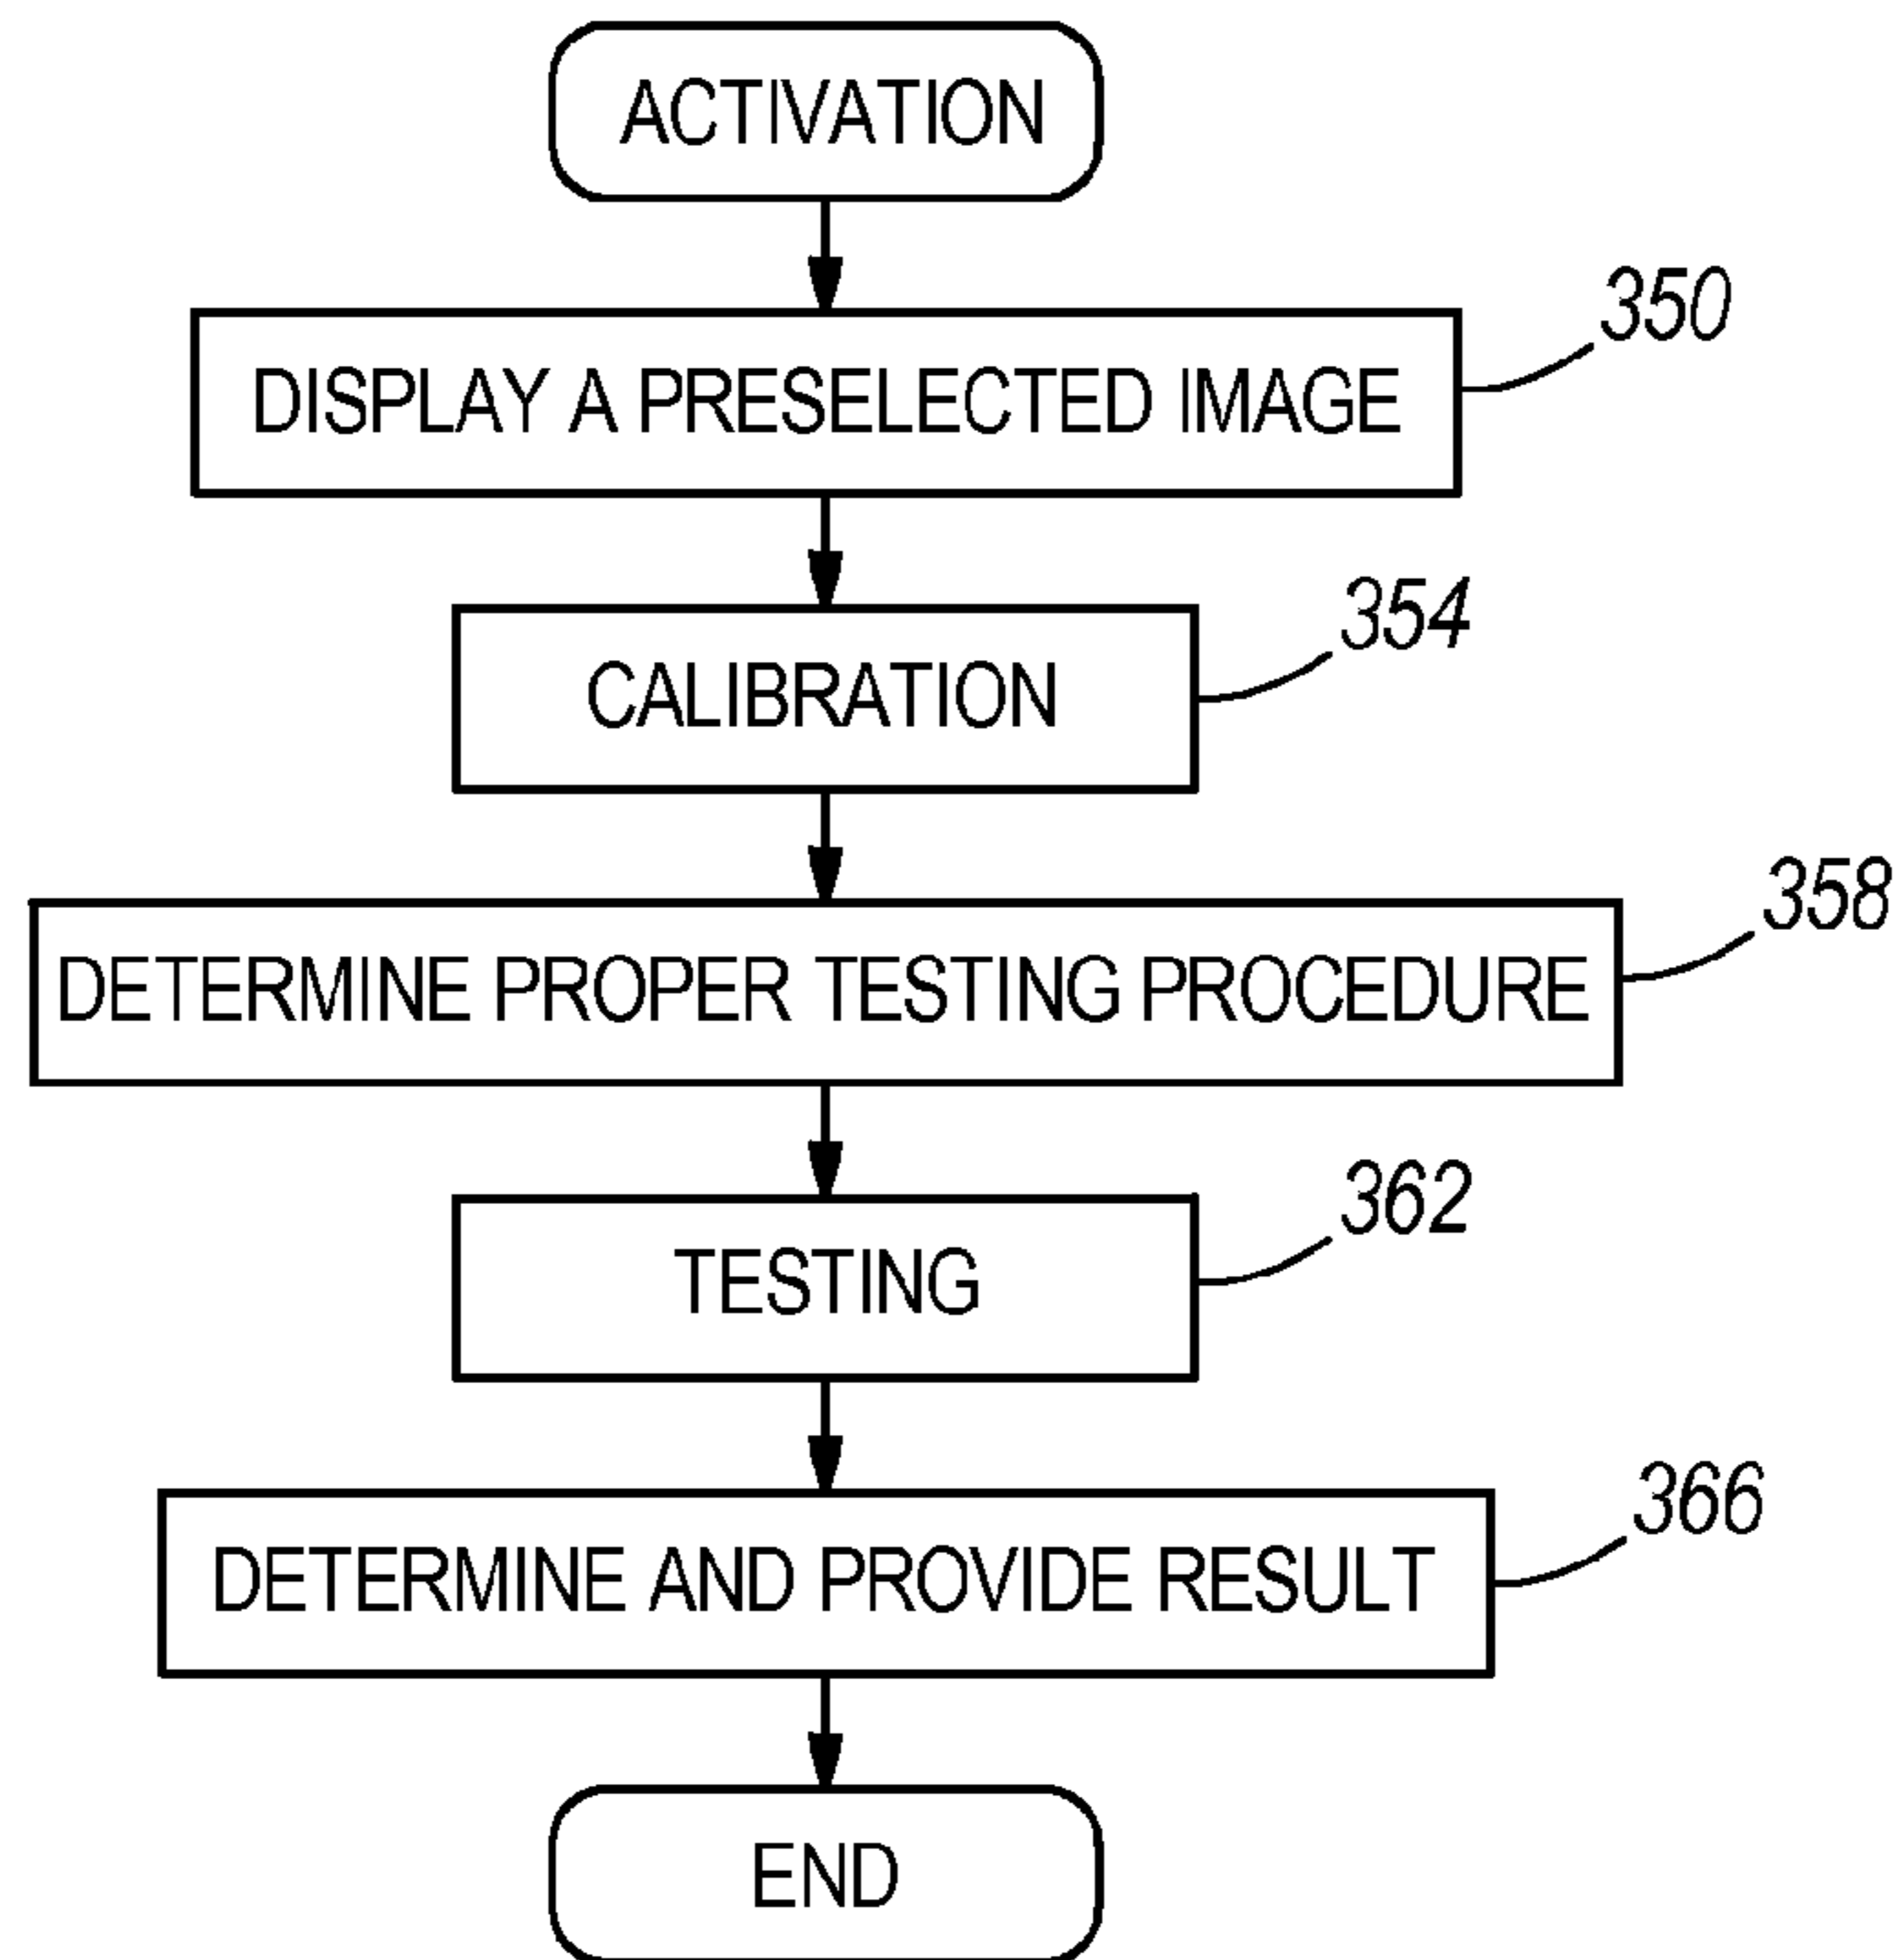 ACTIVATION
350
DISPLAY A PRESELECTED IMAGE
354
CALIBRATION
358
DETERMINE PROPER TESTING PROCEDURE
362
TESTING
366
DETERMINE AND PROVIDE RESULT
END